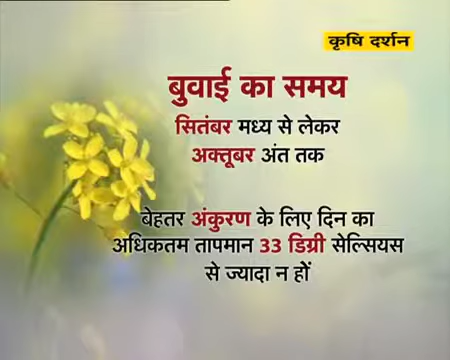 कृषि दर्शन
बुवाई का समय
सितंबर मध्य से लेकर
अक्तूबर अंत तक
बेहतर अंकुरण के लिए दिन का
अधिकतम तापमान 33 डिग्री सेल्सियस
से ज्यादा न हों